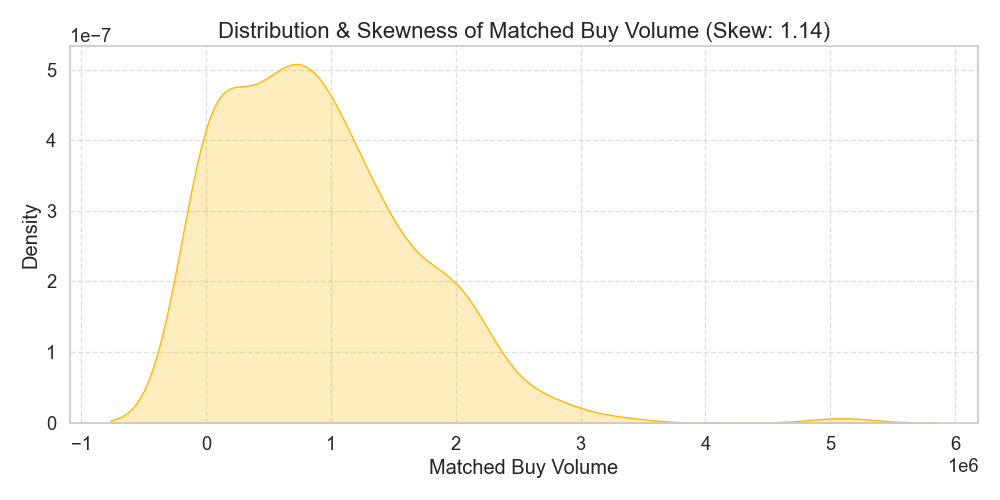 Distribution & Skewness of Matched Buy Volume (Skew: 1.14)
1e−7
5
4
3
2
1
0
Density
−1 0 1 2 3 4 5 6
1e6
Matched Buy Volume